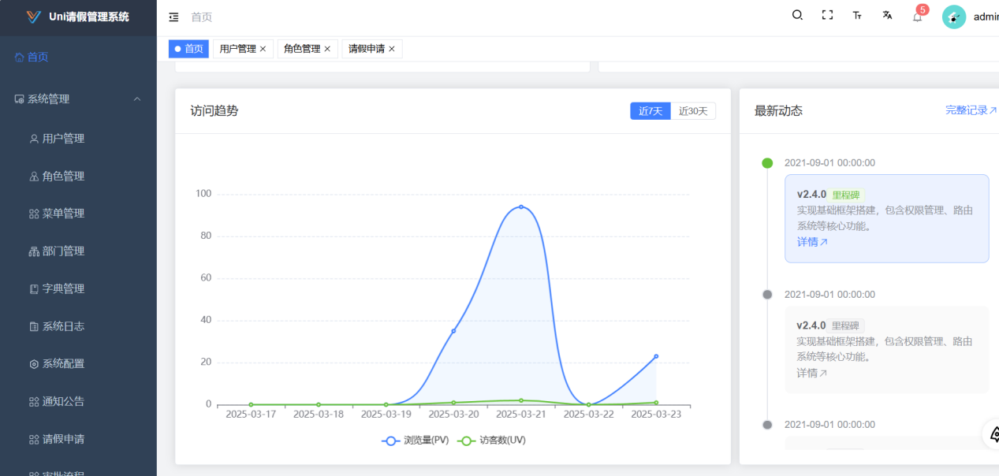 Uni请假管理系统
首页
5
admin
首页
用户管理
角色管理
请假申请
首页
系统管理
用户管理
角色管理
菜单管理
部门管理
字典管理
系统日志
系统配置
通知公告
请假申请
审批流程
访问趋势
近7天
近30天
100
80
60
40
20
0
2025-03-17
2025-03-18
2025-03-19
2025-03-20
2025-03-21
2025-03-22
2025-03-23
浏览量(PV)
访客数(UV)
最新动态
完整记录
2021-09-01 00:00:00
v2.4.0 里程碑
实现基础框架搭建，包含权限管理、路由
系统等核心功能。
详情
2021-09-01 00:00:00
v2.4.0 里程碑
实现基础框架搭建，包含权限管理、路由
系统等核心功能。
详情
2021-09-01 00:00:00